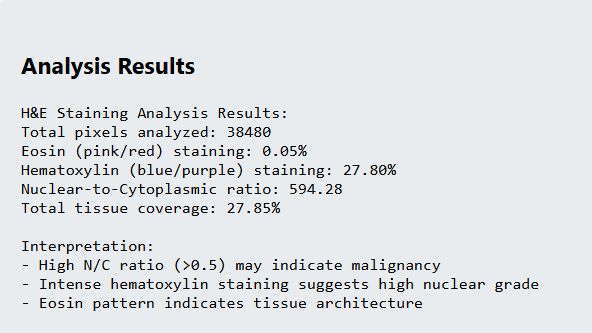 Analysis Results
H&E Staining Analysis Results:
Total pixels analyzed: 38480
Eosin (pink/red) staining: 0.05%
Hematoxylin (blue/purple) staining: 27.80%
Nuclear-to-Cytoplasmic ratio: 594.28
Total tissue coverage: 27.85%
Interpretation:
- High N/C ratio (>0.5) may indicate malignancy
- Intense hematoxylin staining suggests high nuclear grade
- Eosin pattern indicates tissue architecture